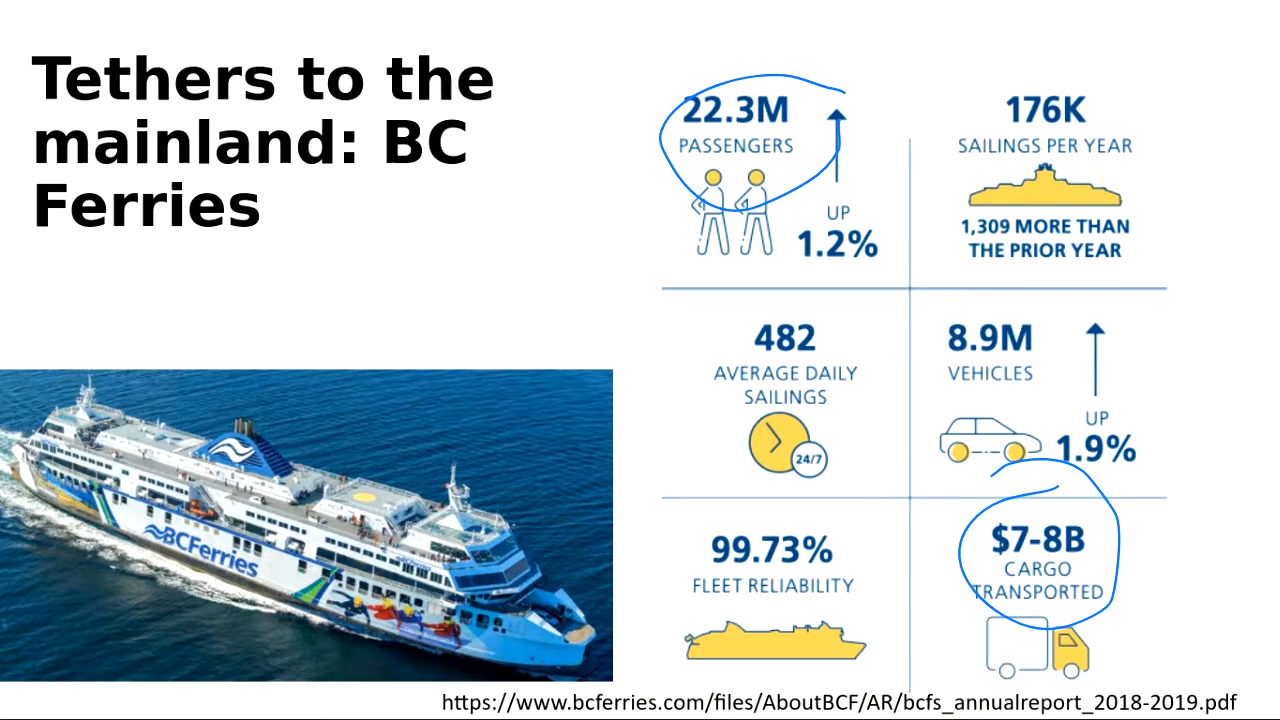 Tethers to the
mainland: BC
Ferries
22.3M
PASSENGERS
UP
1.2%
176K
SAILINGS PER YEAR
1,309 MORE THAN
THE PRIOR YEAR
482
AVERAGE DAILY
SAILINGS
24/7
8.9M
VEHICLES
UP
1.9%
99.73%
FLEET RELIABILITY
$7-8B
CARGO
TRANSPORTED
BCFerries
https://www.bcferries.com/files/AboutBCF/AR/bcfs_annualreport_2018-2019.pdf